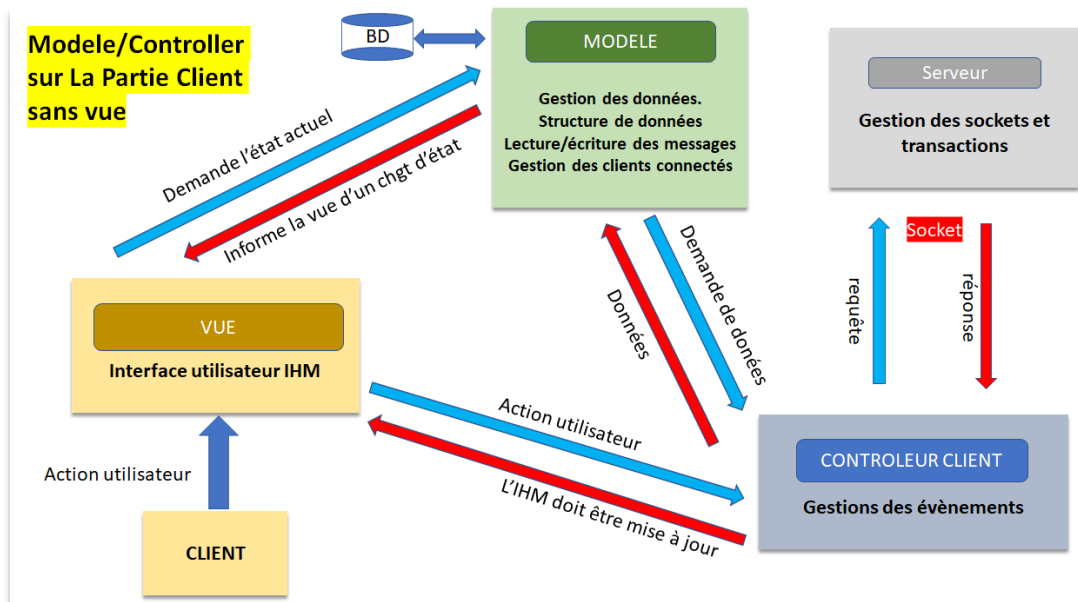 Modele/Controller
sur La Partie Client
sans vue
BD
MODELE
Gestion des données.
Structure de données
Lecture/écriture des messages
Gestion des clients connectés
Serveur
Gestion des sockets et
transactions
Demande l’état actuel
Informe la vue d’un chgt d’état
Socket
requête
réponse
Données
Demande de donées
VUE
Interface utilisateur IHM
Action utilisateur
L’IHM doit être mise à jour
CONTROLEUR CLIENT
Gestions des évènements
Action utilisateur
CLIENT